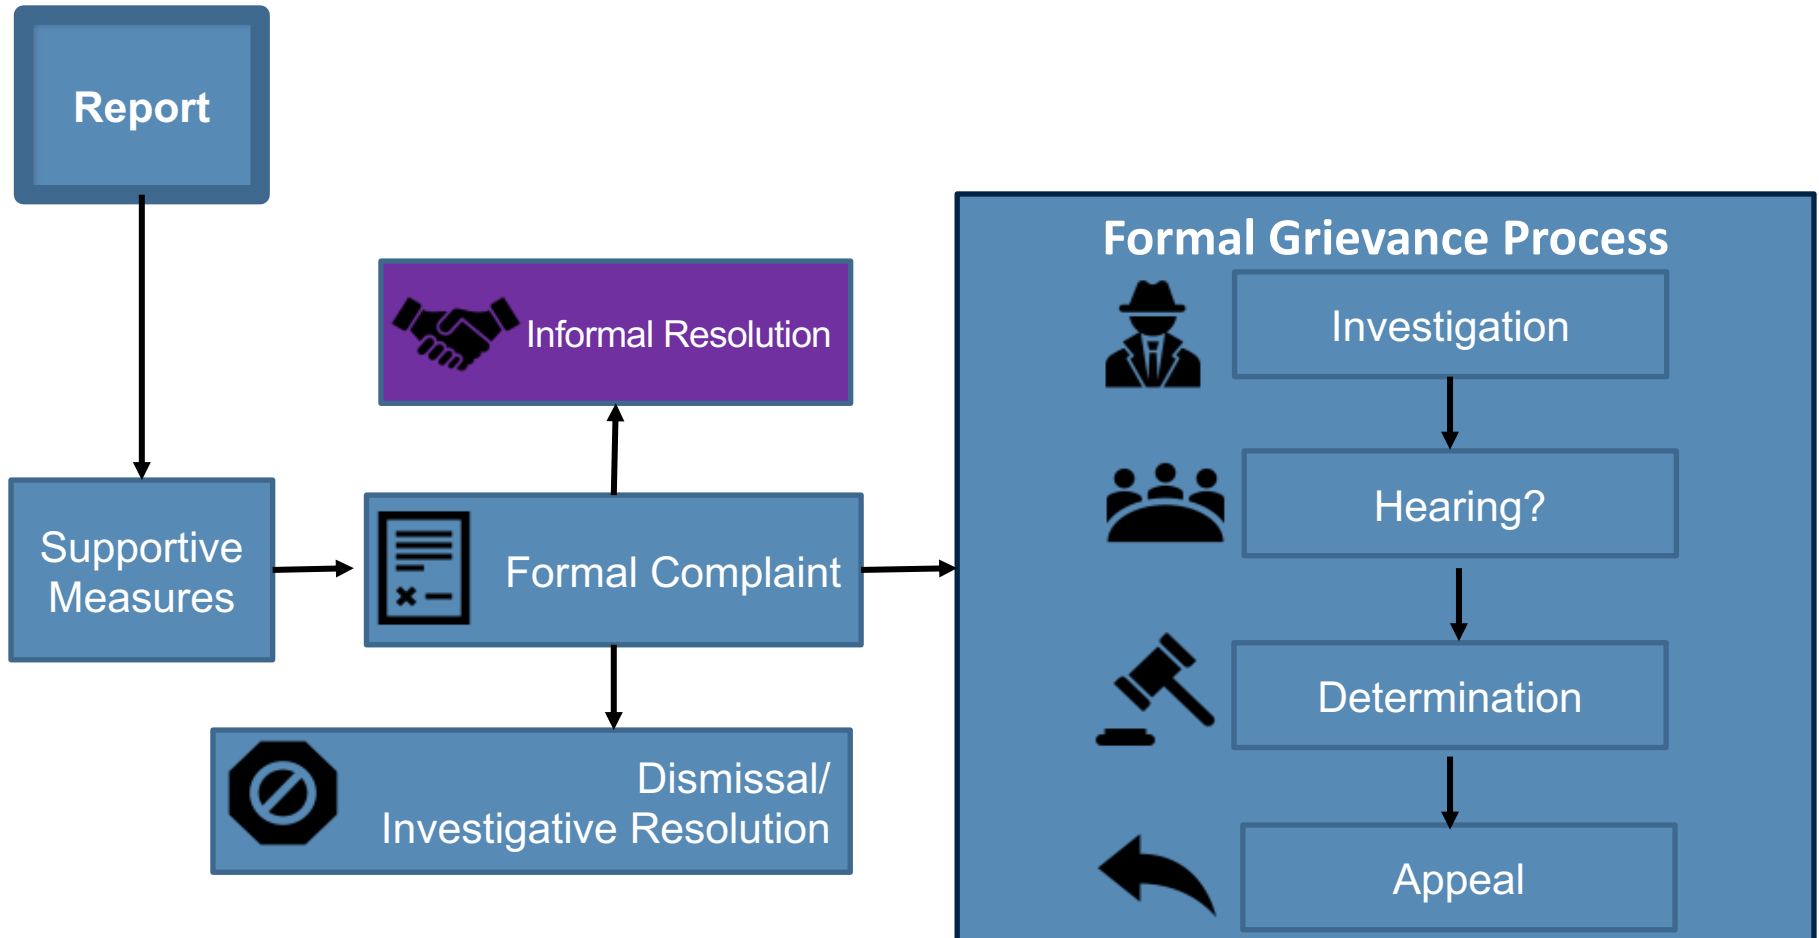 Report
Supportive
Measures
Informal Resolution
Formal Complaint
Dismissal/
Investigative Resolution
Formal Grievance Process
Investigation
Hearing?
Determination
Appeal